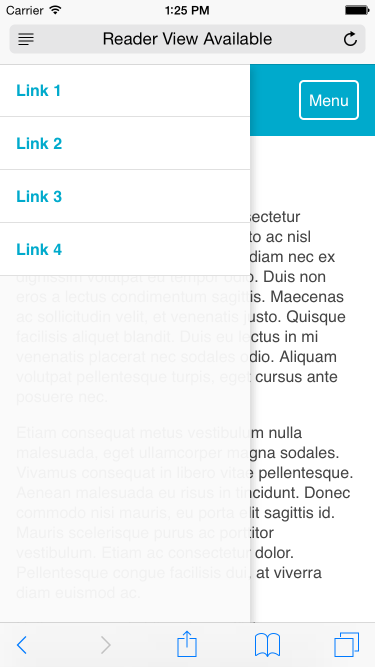 Carrier 1:25 PM
Reader View Available
Menu
Link 1
Link 2
Link 3
Link 4
sectetur
to ac nisl
diam nec ex
dignissim volutpat eu tempor odio. Duis non
eros a lectus condimentum sagittis. Maecenas
ac sollicitudin velit, et venenatis justo. Quisque
facilisis aliquet blandit. Duis eu lectus in mi
venenatis placerat nec sodales odio. Aliquam
volutpat pellentesque turpis, eget cursus ante
posuere nec.
Etiam consequat metus vestibulum nulla
malesuada, eget ullamcorper magna sodales.
Vivamus consequat in libero vitae pellentesque.
Aenean malesuada eu risus in tincidunt. Donec
commodo nisl mauris, eu porta elit sagittis id.
Mauris scelerisque purus ac porttitor
vestibulum. Etiam ac consectetur dolor.
Pellentesque congue facilisis dui, at viverra
diam euismod ac